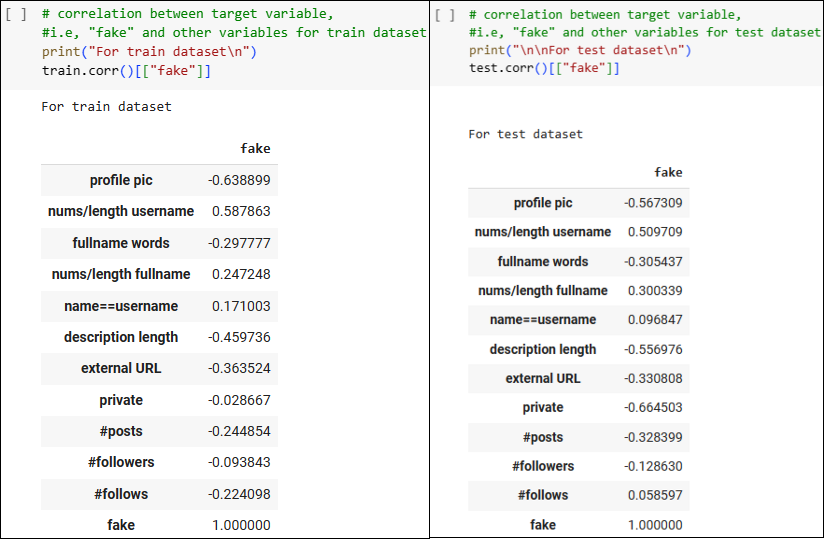 [ ] # correlation between target variable,
#i.e, "fake" and other variables for train dataset
print("For train dataset\n")
train.corr()[["fake"]]
For train dataset
fake
profile pic -0.638899
nums/length username 0.587863
fullname words -0.297777
nums/length fullname 0.247248
name==username 0.171003
description length -0.459736
external URL -0.363524
private -0.028667
#posts -0.244854
#followers -0.093843
#follows -0.224098
fake 1.000000
[ ] # correlation between target variable,
#i.e, "fake" and other variables for test dataset
print("\n\nFor test dataset\n")
test.corr()[["fake"]]
For test dataset
fake
profile pic -0.567309
nums/length username 0.509709
fullname words -0.305437
nums/length fullname 0.300339
name==username 0.096847
description length -0.556976
external URL -0.330808
private -0.664503
#posts -0.328399
#followers -0.128630
#follows 0.058597
fake 1.000000